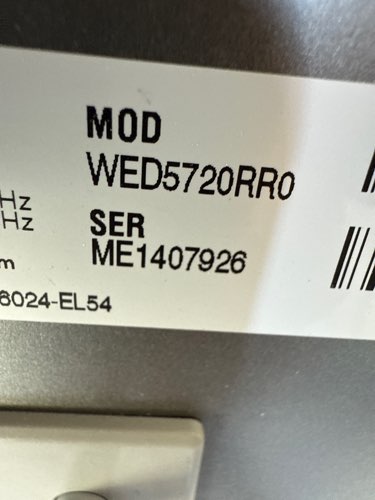 MOD
WED5720RR0
Hz
Hz
SER
ME1407926
m
6024-EL54